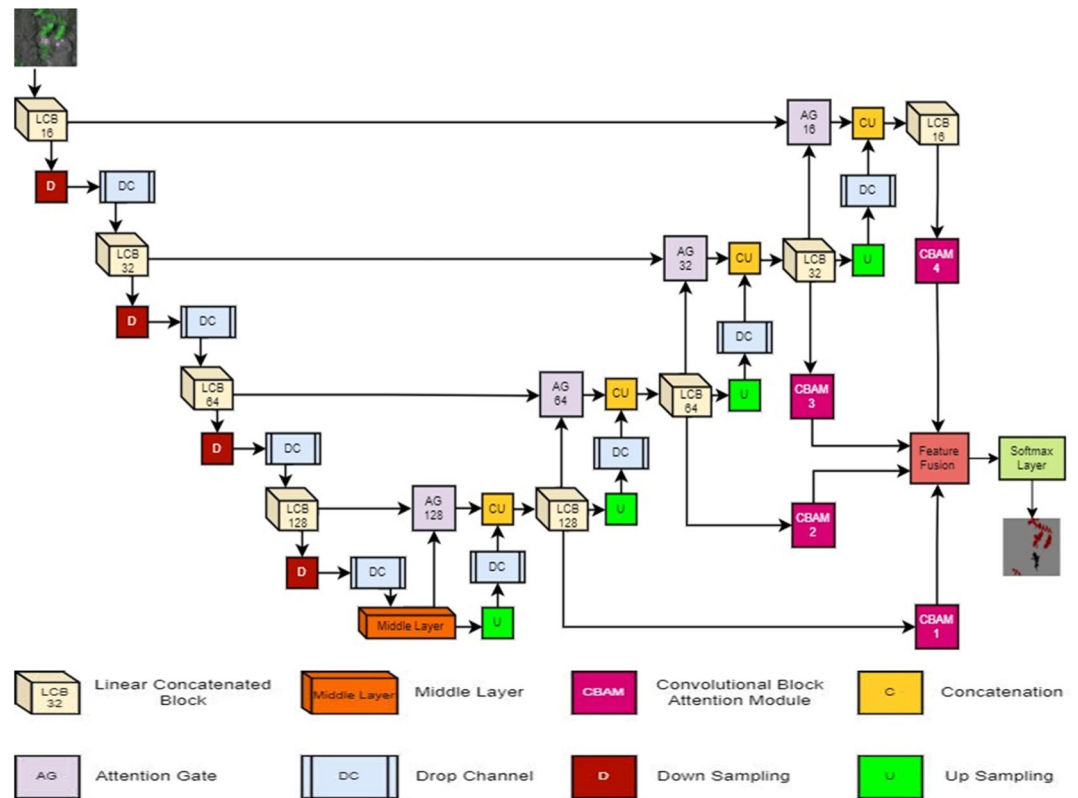 LCB
16
AG
16
CU
LCB
16
D
DC
DC
LCB
32
AG
32
CU
LCB
32
U
CBAM
4
D
DC
DC
LCB
64
AG
64
CU
LCB
64
U
CBAM
3
D
DC
DC
Feature
Fusion
Softmax
Layer
LCB
128
AG
128
CU
LCB
128
U
CBAM
2
D
DC
DC
Middle Layer
U
CBAM
1
LCB
32
Linear Concatenated
Block
Middle Layer
Middle Layer
CBAM
Convolutional Block
Attention Module
C
Concatenation
AG
Attention Gate
DC
Drop Channel
D
Down Sampling
U
Up Sampling